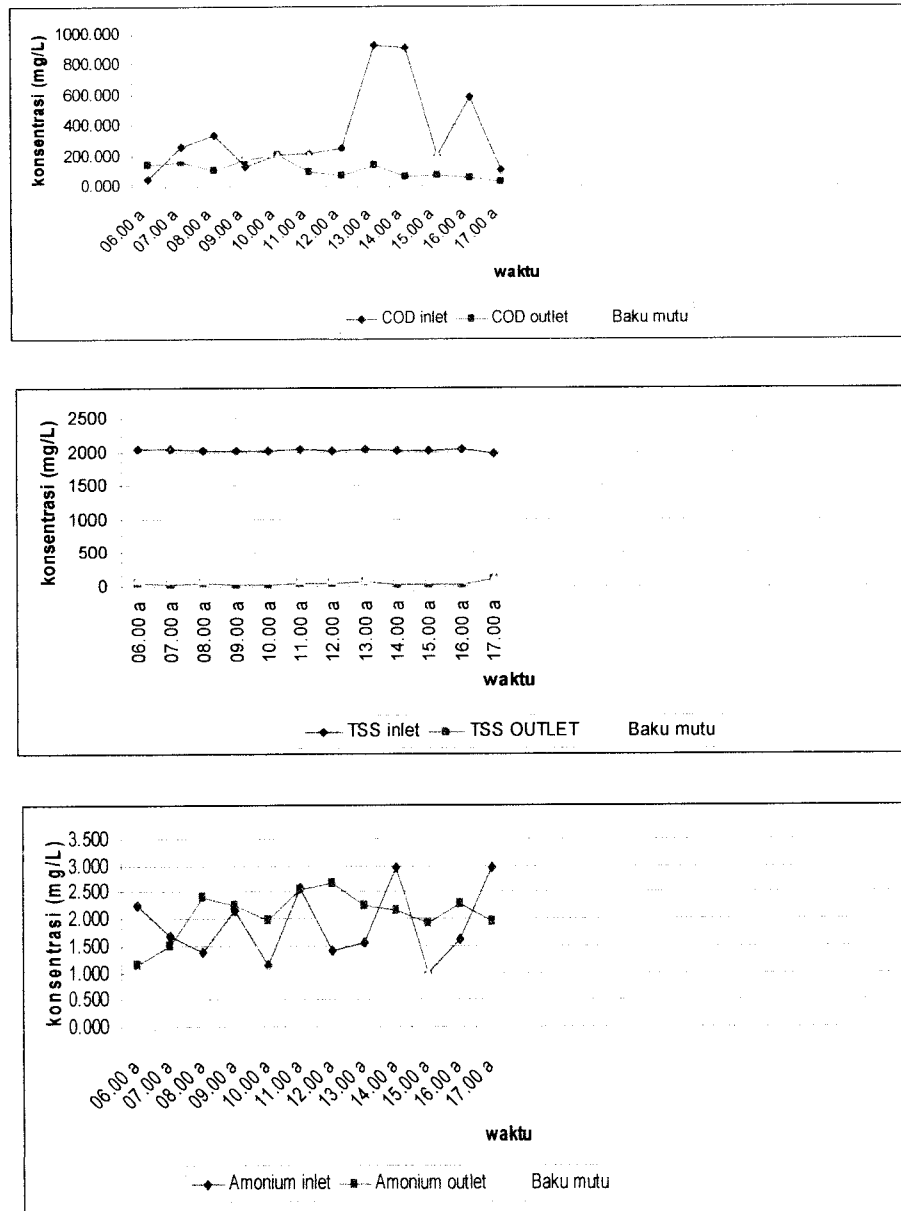 konsentrasi (mg/L)
1000.000
800.000
600.000
400.000
200.000
0.000
06.00 a
07.00 a
08.00 a
09.00 a
10.00 a
11.00 a
12.00 a
13.00 a
14.00 a
15.00 a
16.00 a
17.00 a
waktu
COD inlet COD outlet Baku mutu
konsentrasi (mg/L)
2500
2000
1500
1000
500
0
06.00 a
07.00 a
08.00 a
09.00 a
10.00 a
11.00 a
12.00 a
13.00 a
14.00 a
15.00 a
16.00 a
17.00 a
waktu
TSS inlet TSS OUTLET Baku mutu
konsentrasi (mg/L)
3.500
3.000
2.500
2.000
1.500
1.000
0.500
0.000
06.00 a
07.00 a
08.00 a
09.00 a
10.00 a
11.00 a
12.00 a
13.00 a
14.00 a
15.00 a
16.00 a
17.00 a
waktu
Amonium inlet Amonium outlet Baku mutu